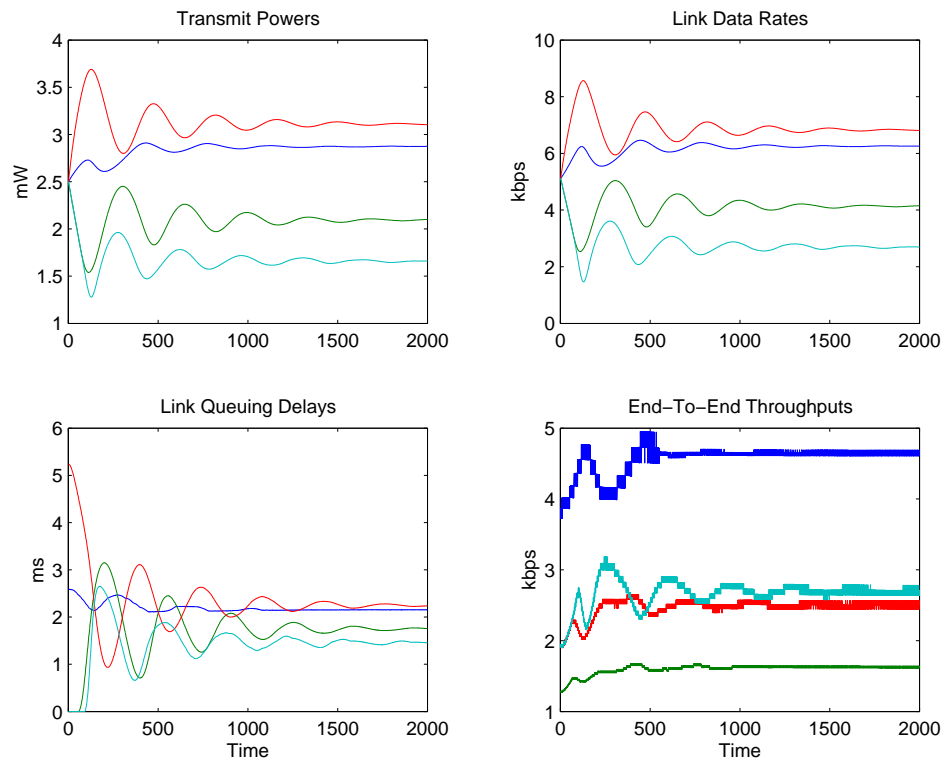 Transmit Powers
4
3.5
3
2.5
2
1.5
1
mW
0 500 1000 1500 2000
Link Data Rates
10
8
6
4
2
0
kbps
0 500 1000 1500 2000
Link Queuing Delays
6
5
4
3
2
1
0
ms
0 500 1000 1500 2000
Time
End−To−End Throughputs
5
4
3
2
1
kbps
0 500 1000 1500 2000
Time